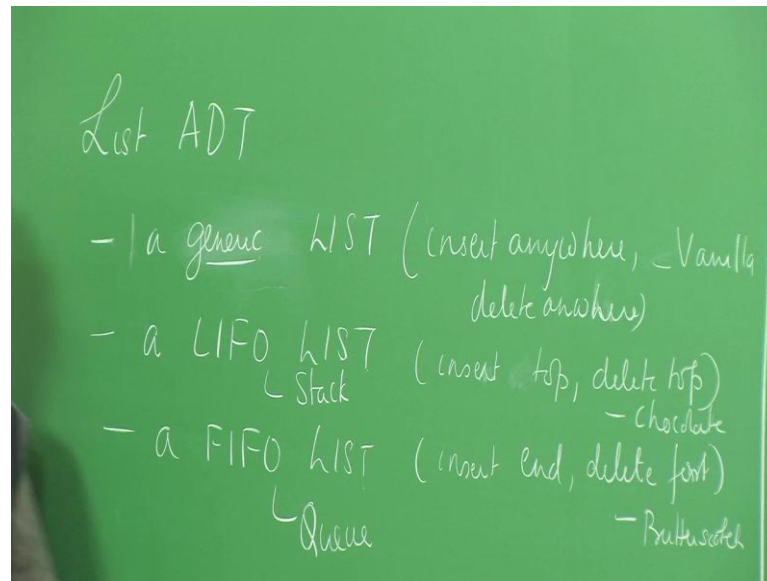 List ADT
- a generic LIST (insert anywhere, - Vanilla
delete anywhere)
- a LIFO LIST (insert top, delete top)
Stack - Chocolate
- a FIFO LIST (insert end, delete first)
Queue - Butterscotch